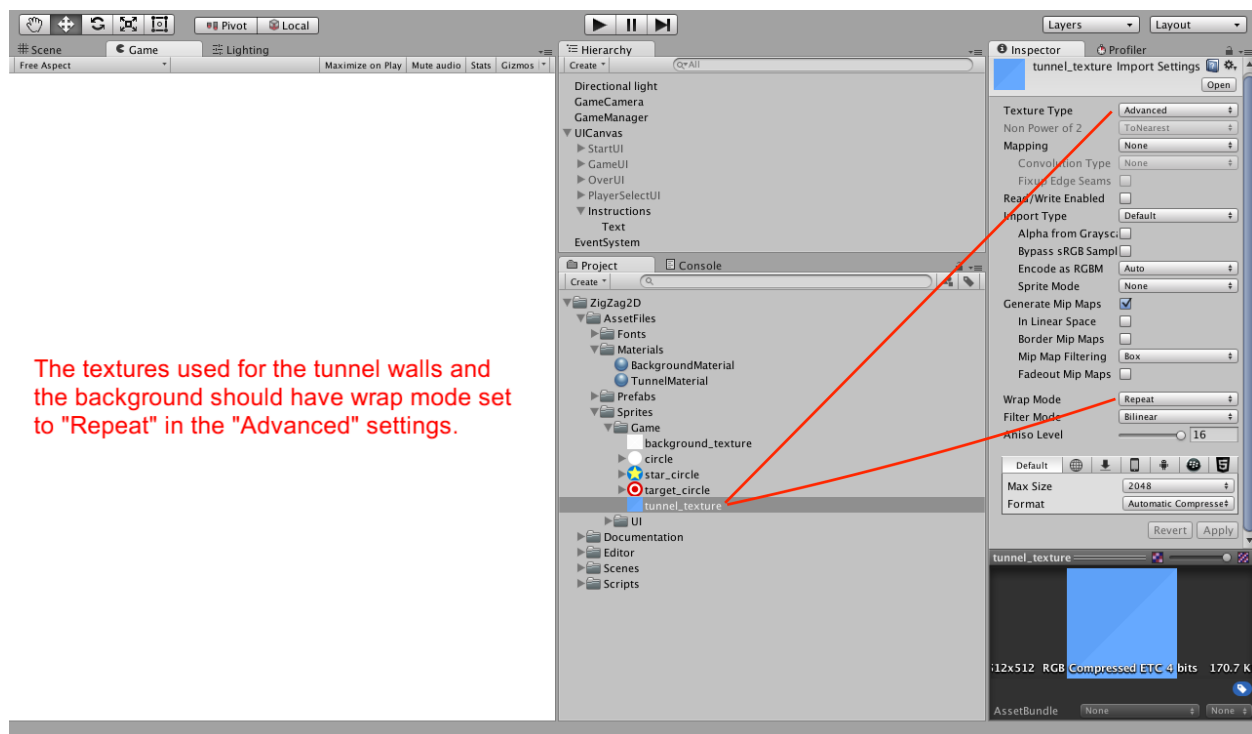 Pivot Local Layers Layout
Scene Game Lighting Hierarchy Inspector Profiler
Free Aspect Maximize on Play Mute audio Stats Gizmos Create All tunnel_texture Import Settings
Open
Directional light
GameCamera
GameManager
UICanvas
StartUI
GameUI
OverUI
PlayerSelectUI
Instructions
Text
EventSystem
Project Console
Create
ZigZag2D
AssetFiles
Fonts
Materials
BackgroundMaterial
TunnelMaterial
Prefabs
Sprites
Game
background_texture
circle
star_circle
target_circle
tunnel_texture
UI
Documentation
Editor
Scenes
Scripts
The textures used for the tunnel walls and
the background should have wrap mode set
to "Repeat" in the "Advanced" settings.
Texture Type Advanced
Non Power of 2 ToNearest
Mapping None
Convolution Type None
Fixup Edge Seams
Read/Write Enabled
Import Type Default
Alpha from Graysca
Bypass sRGB Sampl
Encode as RGBM Auto
Sprite Mode None
Generate Mip Maps
In Linear Space
Border Mip Maps
Mip Map Filtering Box
Fadeout Mip Maps
Wrap Mode Repeat
Filter Mode Bilinear
Aniso Level 16
Default
Max Size 2048
Format Automatic Compresse
Revert Apply
tunnel_texture
12x512 RGB Compressed ETC 4 bits 170.7 K
AssetBundle None None